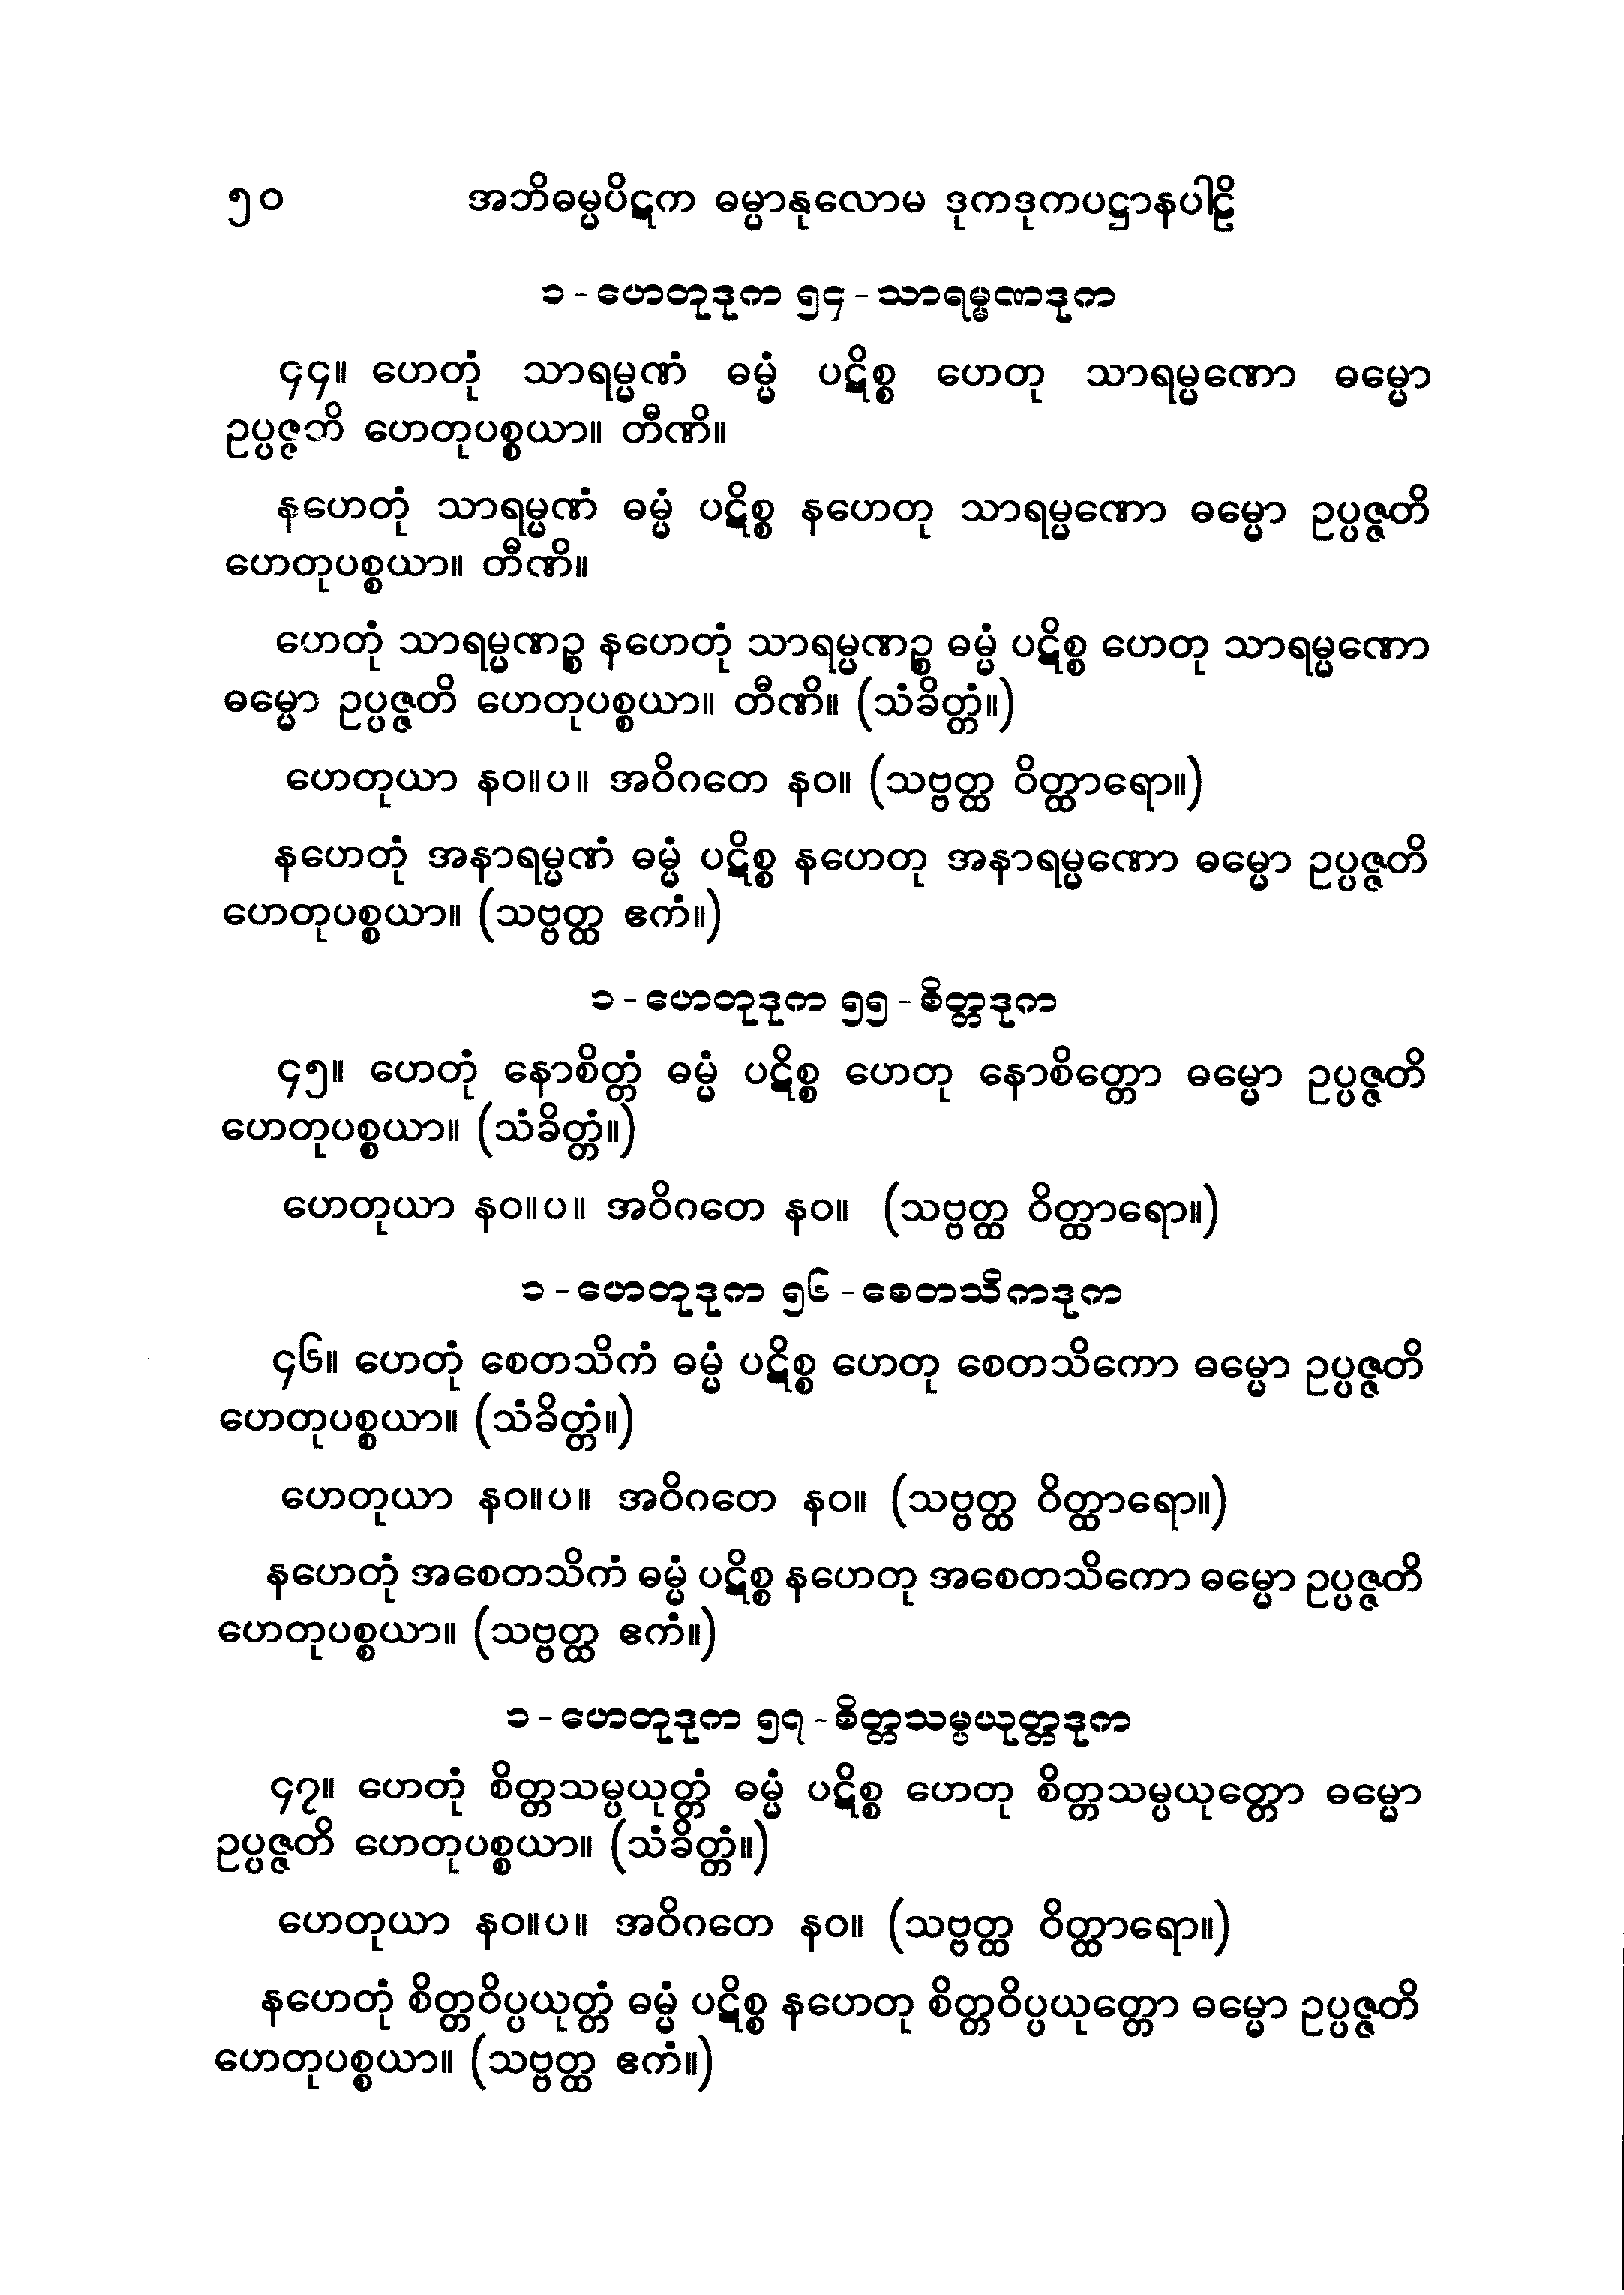 ၅၀ အဘိဓမ္မပိဋက ဓမ္မာနုလောမ ဒုကဒုကပဋ္ဌာနပါဠိ
၁ - ဟေတုဒုက ၅၄ - သာရမ္မဏဒုက
၄၄။ ဟေတုံ သာရမ္မဏံ ဓမ္မံ ပဋိစ္စ ဟေတု သာရမ္မဏော ဓမ္မော
ဥပ္ပဇ္ဇတိ ဟေတုပစ္စယာ။ တီဏိ။
နဟေတုံ သာရမ္မဏံ ဓမ္မံ ပဋိစ္စ နဟေတု သာရမ္မဏော ဓမ္မော ဥပ္ပဇ္ဇတိ
ဟေတုပစ္စယာ။ တီဏိ။
ဟေတုံ သာရမ္မဏဉ္စ နဟေတုံ သာရမ္မဏဉ္စ ဓမ္မံ ပဋိစ္စ ဟေတု သာရမ္မဏော
ဓမ္မော ဥပ္ပဇ္ဇတိ ဟေတုပစ္စယာ။ တီဏိ။ (သံခိတ္တံ။)
ဟေတုယာ နဝ။ပ။ အဝိဂတေ နဝ။ (သဗ္ဗတ္ထ ဝိတ္ထာရော။)
နဟေတုံ အနာရမ္မဏံ ဓမ္မံ ပဋိစ္စ နဟေတု အနာရမ္မဏော ဓမ္မော ဥပ္ပဇ္ဇတိ
ဟေတုပစ္စယာ။ (သဗ္ဗတ္ထ ဧကံ။)
၁ - ဟေတုဒုက ၅၅ - စိတ္တဒုက
၄၅။ ဟေတုံ နောစိတ္တံ ဓမ္မံ ပဋိစ္စ ဟေတု နောစိတ္တော ဓမ္မော ဥပ္ပဇ္ဇတိ
ဟေတုပစ္စယာ။ (သံခိတ္တံ။)
ဟေတုယာ နဝ။ပ။ အဝိဂတေ နဝ။ (သဗ္ဗတ္ထ ဝိတ္ထာရော။)
၁ - ဟေတုဒုက ၅၆ - စေတသိကဒုက
၄၆။ ဟေတုံ စေတသိကံ ဓမ္မံ ပဋိစ္စ ဟေတု စေတသိကော ဓမ္မော ဥပ္ပဇ္ဇတိ
ဟေတုပစ္စယာ။ (သံခိတ္တံ။)
ဟေတုယာ နဝ။ပ။ အဝိဂတေ နဝ။ (သဗ္ဗတ္ထ ဝိတ္ထာရော။)
နဟေတုံ အစေတသိကံ ဓမ္မံ ပဋိစ္စ နဟေတု အစေတသိကော ဓမ္မော ဥပ္ပဇ္ဇတိ
ဟေတုပစ္စယာ။ (သဗ္ဗတ္ထ ဧကံ။)
၁ - ဟေတုဒုက ၅၇ - စိတ္တသမ္ပယုတ္တဒုက
၄၇။ ဟေတုံ စိတ္တသမ္ပယုတ္တံ ဓမ္မံ ပဋိစ္စ ဟေတု စိတ္တသမ္ပယုတ္တော ဓမ္မော
ဥပ္ပဇ္ဇတိ ဟေတုပစ္စယာ။ (သံခိတ္တံ။)
ဟေတုယာ နဝ။ပ။ အဝိဂတေ နဝ။ (သဗ္ဗတ္ထ ဝိတ္ထာရော။)
နဟေတုံ စိတ္တဝိပ္ပယုတ္တံ ဓမ္မံ ပဋိစ္စ နဟေတု စိတ္တဝိပ္ပယုတ္တော ဓမ္မော ဥပ္ပဇ္ဇတိ
ဟေတုပစ္စယာ။ (သဗ္ဗတ္ထ ဧကံ။)